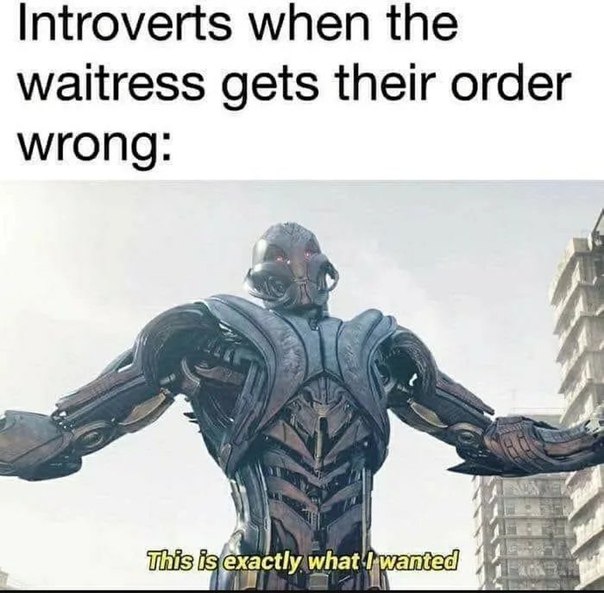 Introverts when the
waitress gets their order
wrong:
This is exactly what I wanted